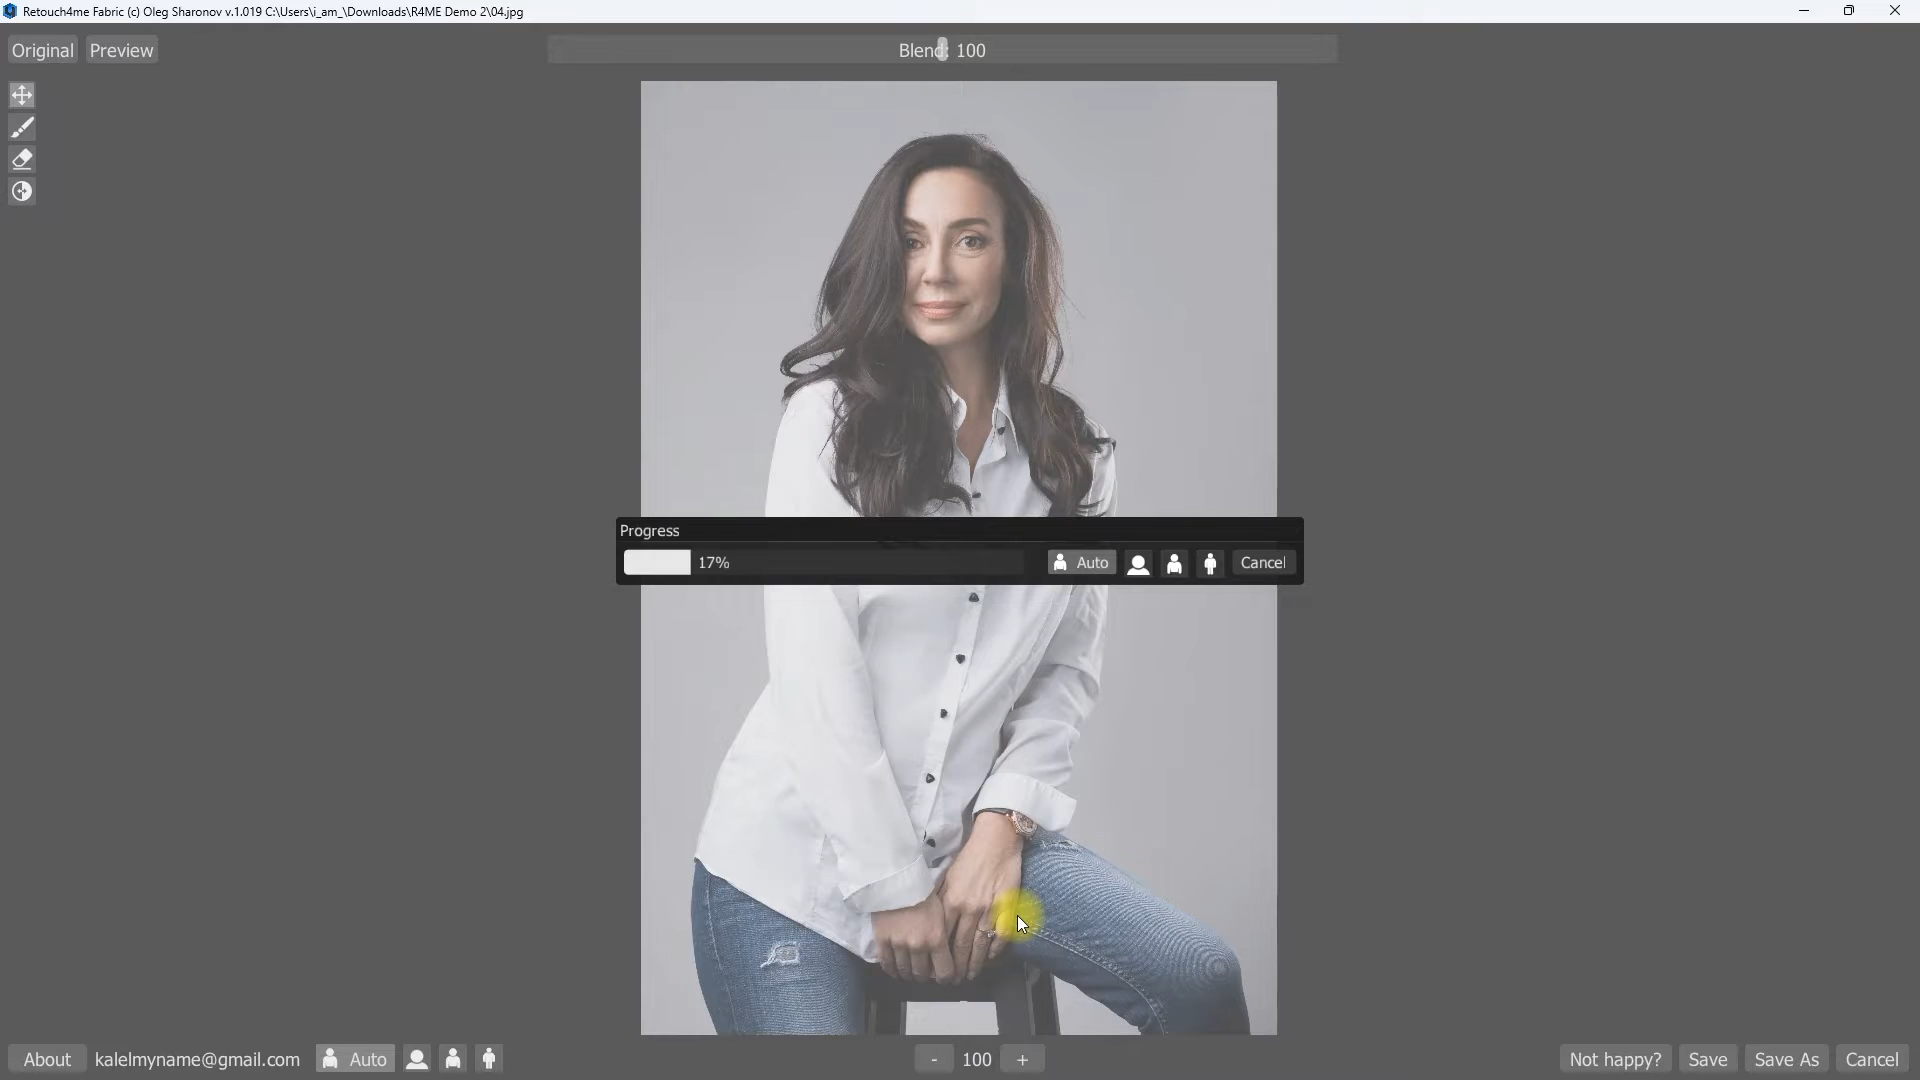 Retouch4me Fabric (c) Oleg Sharonov v.1.019 C:\Users\i_am_\Downloads\R4ME Demo 2\04.jpg
Original Preview Blend: 100
Progress
17% Auto Cancel
About kalelmyname@gmail.com Auto - 100 + Not happy? Save Save As Cancel